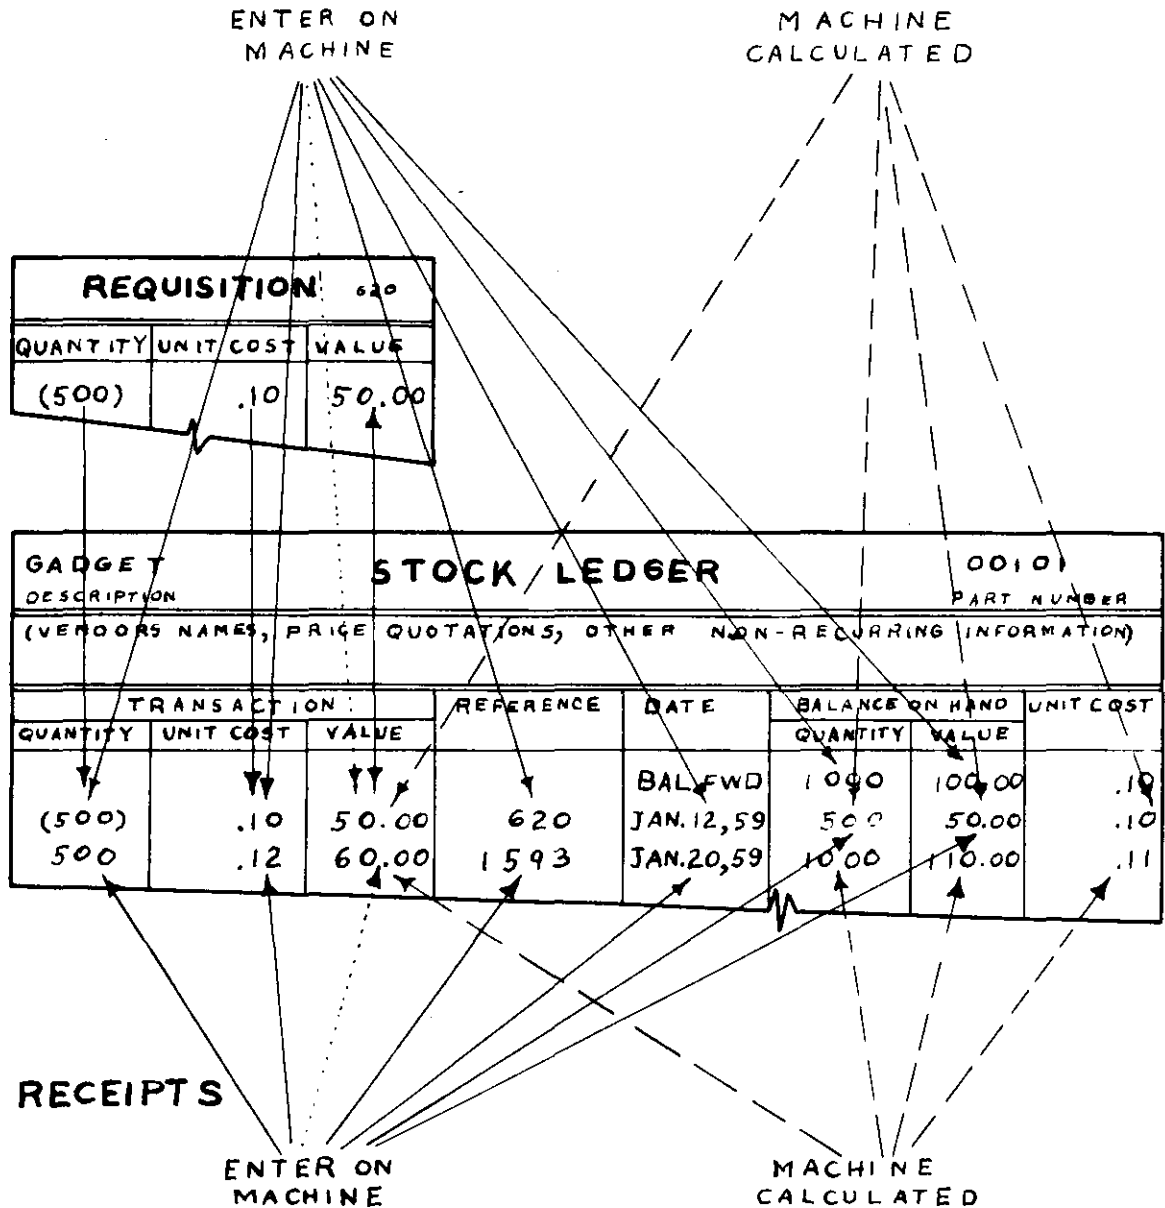 ENTER ON MACHINE
MACHINE CALCULATED
REQUISITION 620
QUANTITY UNIT COST VALUE
(500) .10 50.00
GADGET STOCK LEDGER 00101
DESCRIPTION PART NUMBER
(VENDORS NAMES, PRICE QUOTATIONS, OTHER NON-RECURRING INFORMATION)
TRANSACTION REFERENCE DATE BALANCE ON HAND UNIT COST
QUANTITY UNIT COST VALUE QUANTITY VALUE
BAL FWD 1000 100.00 .10
(500) .10 50.00 620 JAN.12,59 500 50.00 .10
500 .12 60.00 1593 JAN.20,59 1000 110.00 .11
RECEIPTS
ENTER ON MACHINE
MACHINE CALCULATED